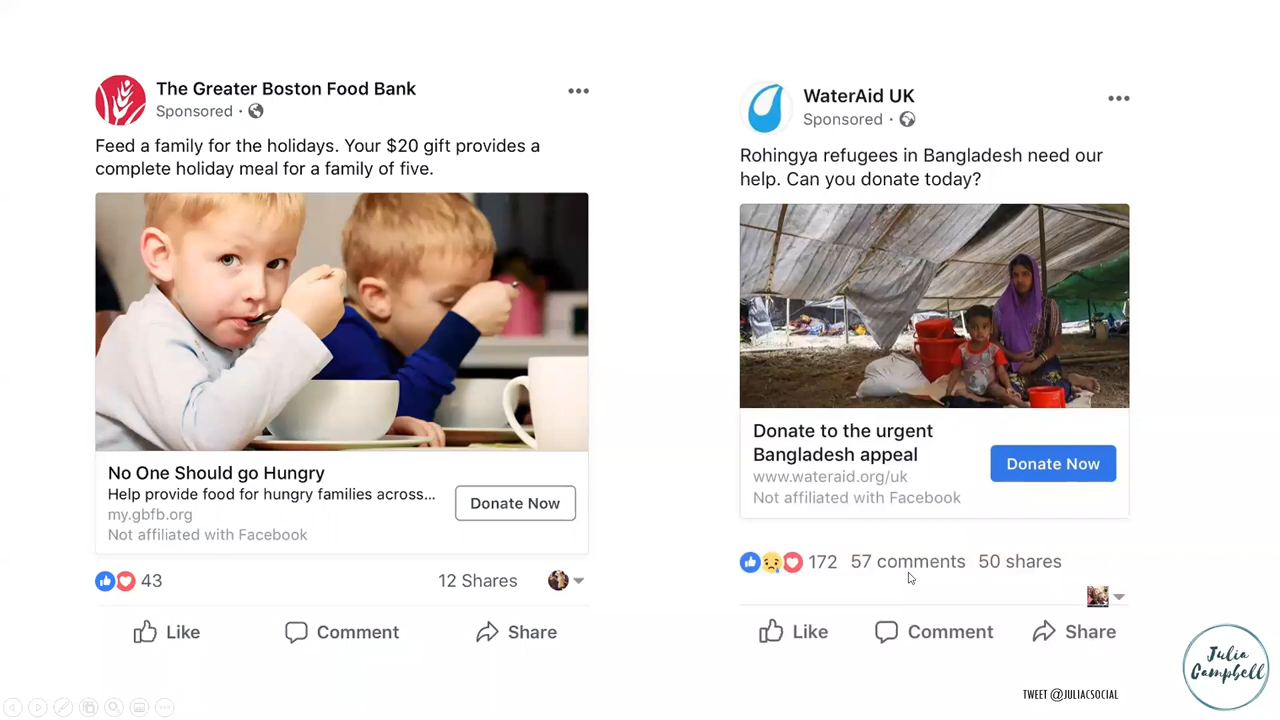 The Greater Boston Food Bank
Sponsored ·
Feed a family for the holidays. Your $20 gift provides a
complete holiday meal for a family of five.
No One Should go Hungry
Help provide food for hungry families across...
my.gbfb.org
Not affiliated with Facebook
Donate Now
43
12 Shares
Like
Comment
Share
WaterAid UK
Sponsored ·
Rohingya refugees in Bangladesh need our
help. Can you donate today?
Donate to the urgent
Bangladesh appeal
www.wateraid.org/uk
Not affiliated with Facebook
Donate Now
172 57 comments 50 shares
Like
Comment
Share
TWEET @JULIACSOCIAL
Julia
Campbell